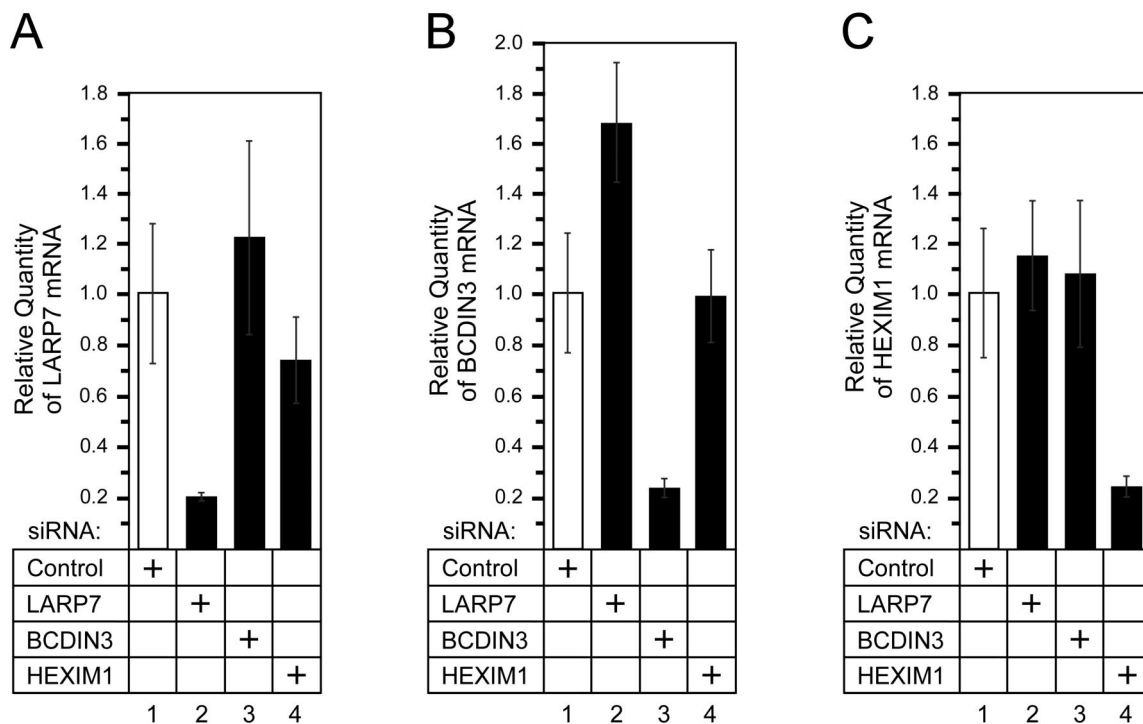 A
Relative Quantity
of LARP7 mRNA
1.8
1.6
1.4
1.2
1.0
0.8
0.6
0.4
0.2
siRNA:
Control +
LARP7 +
BCDIN3 +
HEXIM1 +
1 2 3 4
B
Relative Quantity
of BCDIN3 mRNA
2.0
1.8
1.6
1.4
1.2
1.0
0.8
0.6
0.4
0.2
siRNA:
Control +
LARP7 +
BCDIN3 +
HEXIM1 +
1 2 3 4
C
Relative Quantity
of HEXIM1 mRNA
1.8
1.6
1.4
1.2
1.0
0.8
0.6
0.4
0.2
siRNA:
Control +
LARP7 +
BCDIN3 +
HEXIM1 +
1 2 3 4